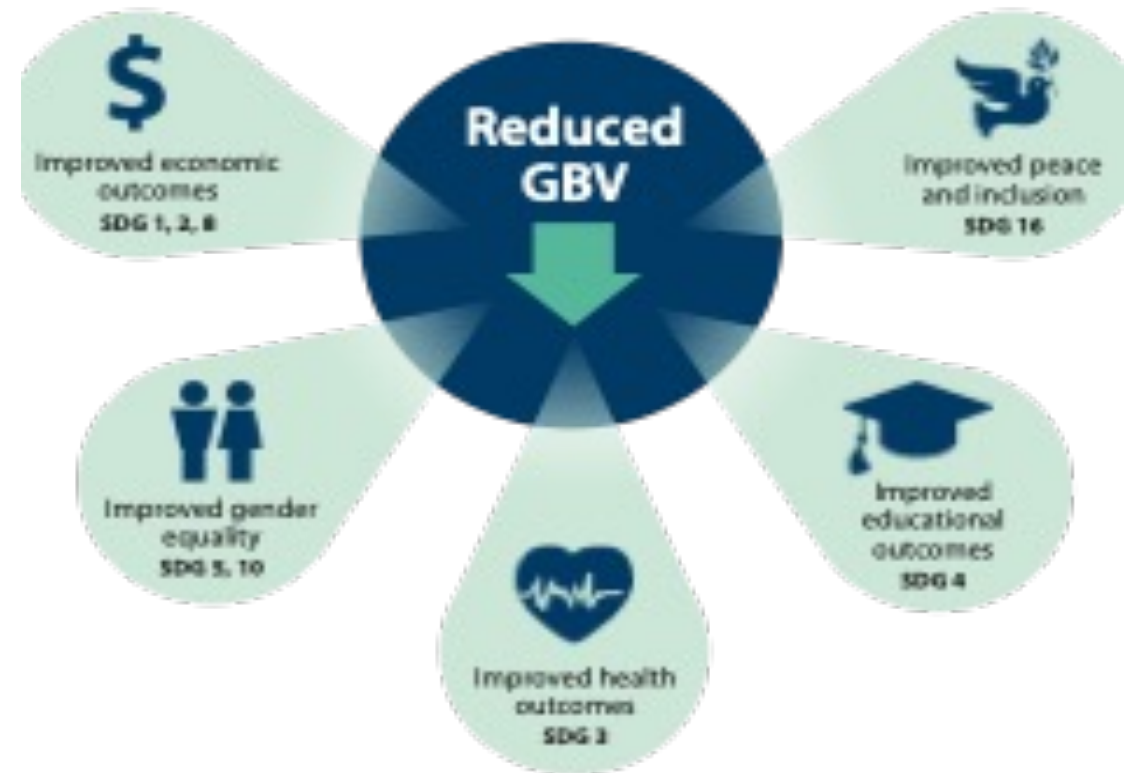 Reduced
GBV
Improved economic
outcomes
SDG 1, 2, 8
Improved peace
and inclusion
SDG 16
Improved gender
equality
SDG 5, 10
Improved
educational
outcomes
SDG 4
Improved health
outcomes
SDG 3